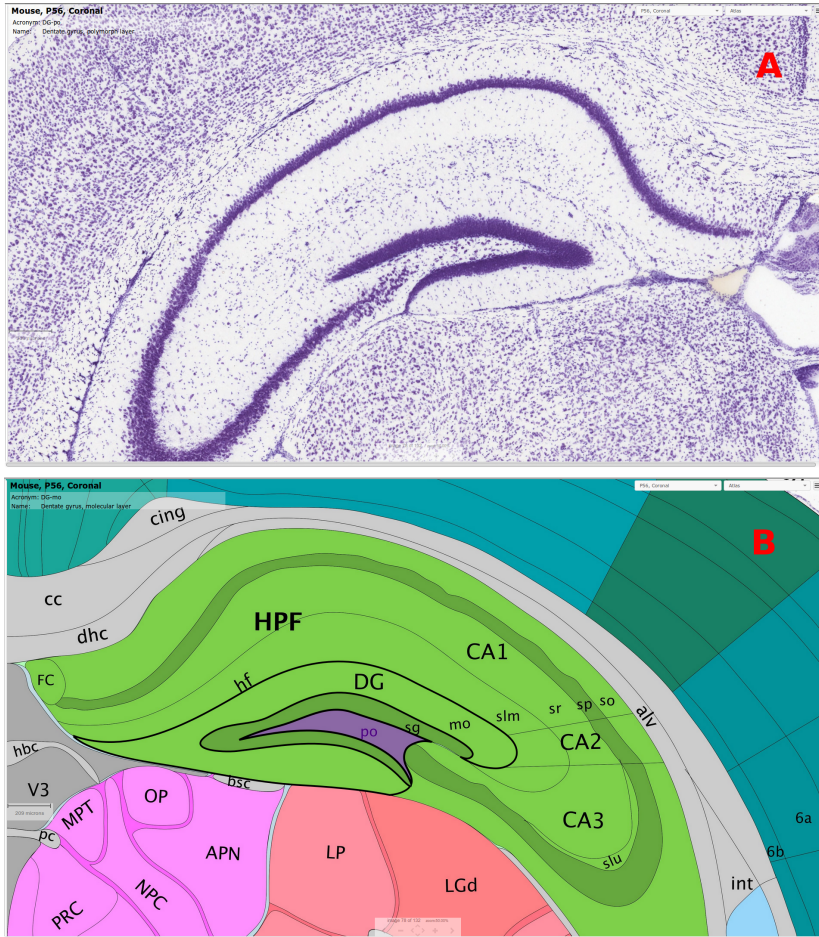 Mouse, P56, Coronal
Acronym: DG-po
Name: Dentate gyrus, polymorph layer
P56, Coronal
Atlas
A
Mouse, P56, Coronal
Acronym: DG-mo
Name: Dentate gyrus, molecular layer
P56, Coronal
Atlas
B
cing
cc
dhc
HPF
CA1
FC
hf
DG
slm
sr
sp
so
alv
mo
sg
po
CA2
hbc
V3
bsc
OP
MPT
209 microns
pc
CA3
6a
6b
slu
APN
LP
LGd
int
NPC
PRC